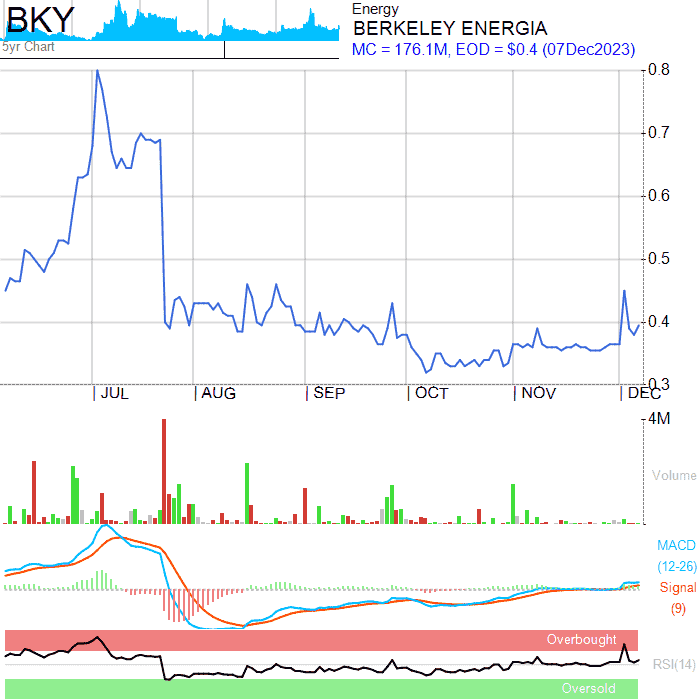 BKY
5yr Chart
Energy
BERKELEY ENERGIA
MC = 176.1M, EOD = $0.4 (07Dec2023)
0.8
0.7
0.6
0.5
0.4
0.3
JUL AUG SEP OCT NOV DEC
4M
Volume
MACD
(12-26)
Signal
(9)
Overbought
RSI(14)
Oversold